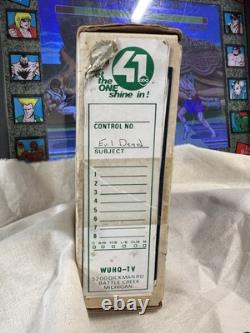 41
abc
the
ONE
shine in!
CONTROL NO.
Evil Dead
SUBJECT
1
2
3
4
5
6
7
8
WUHQ-TV
5200 DICKMAN RD
BATTLE CREEK
MICHIGAN